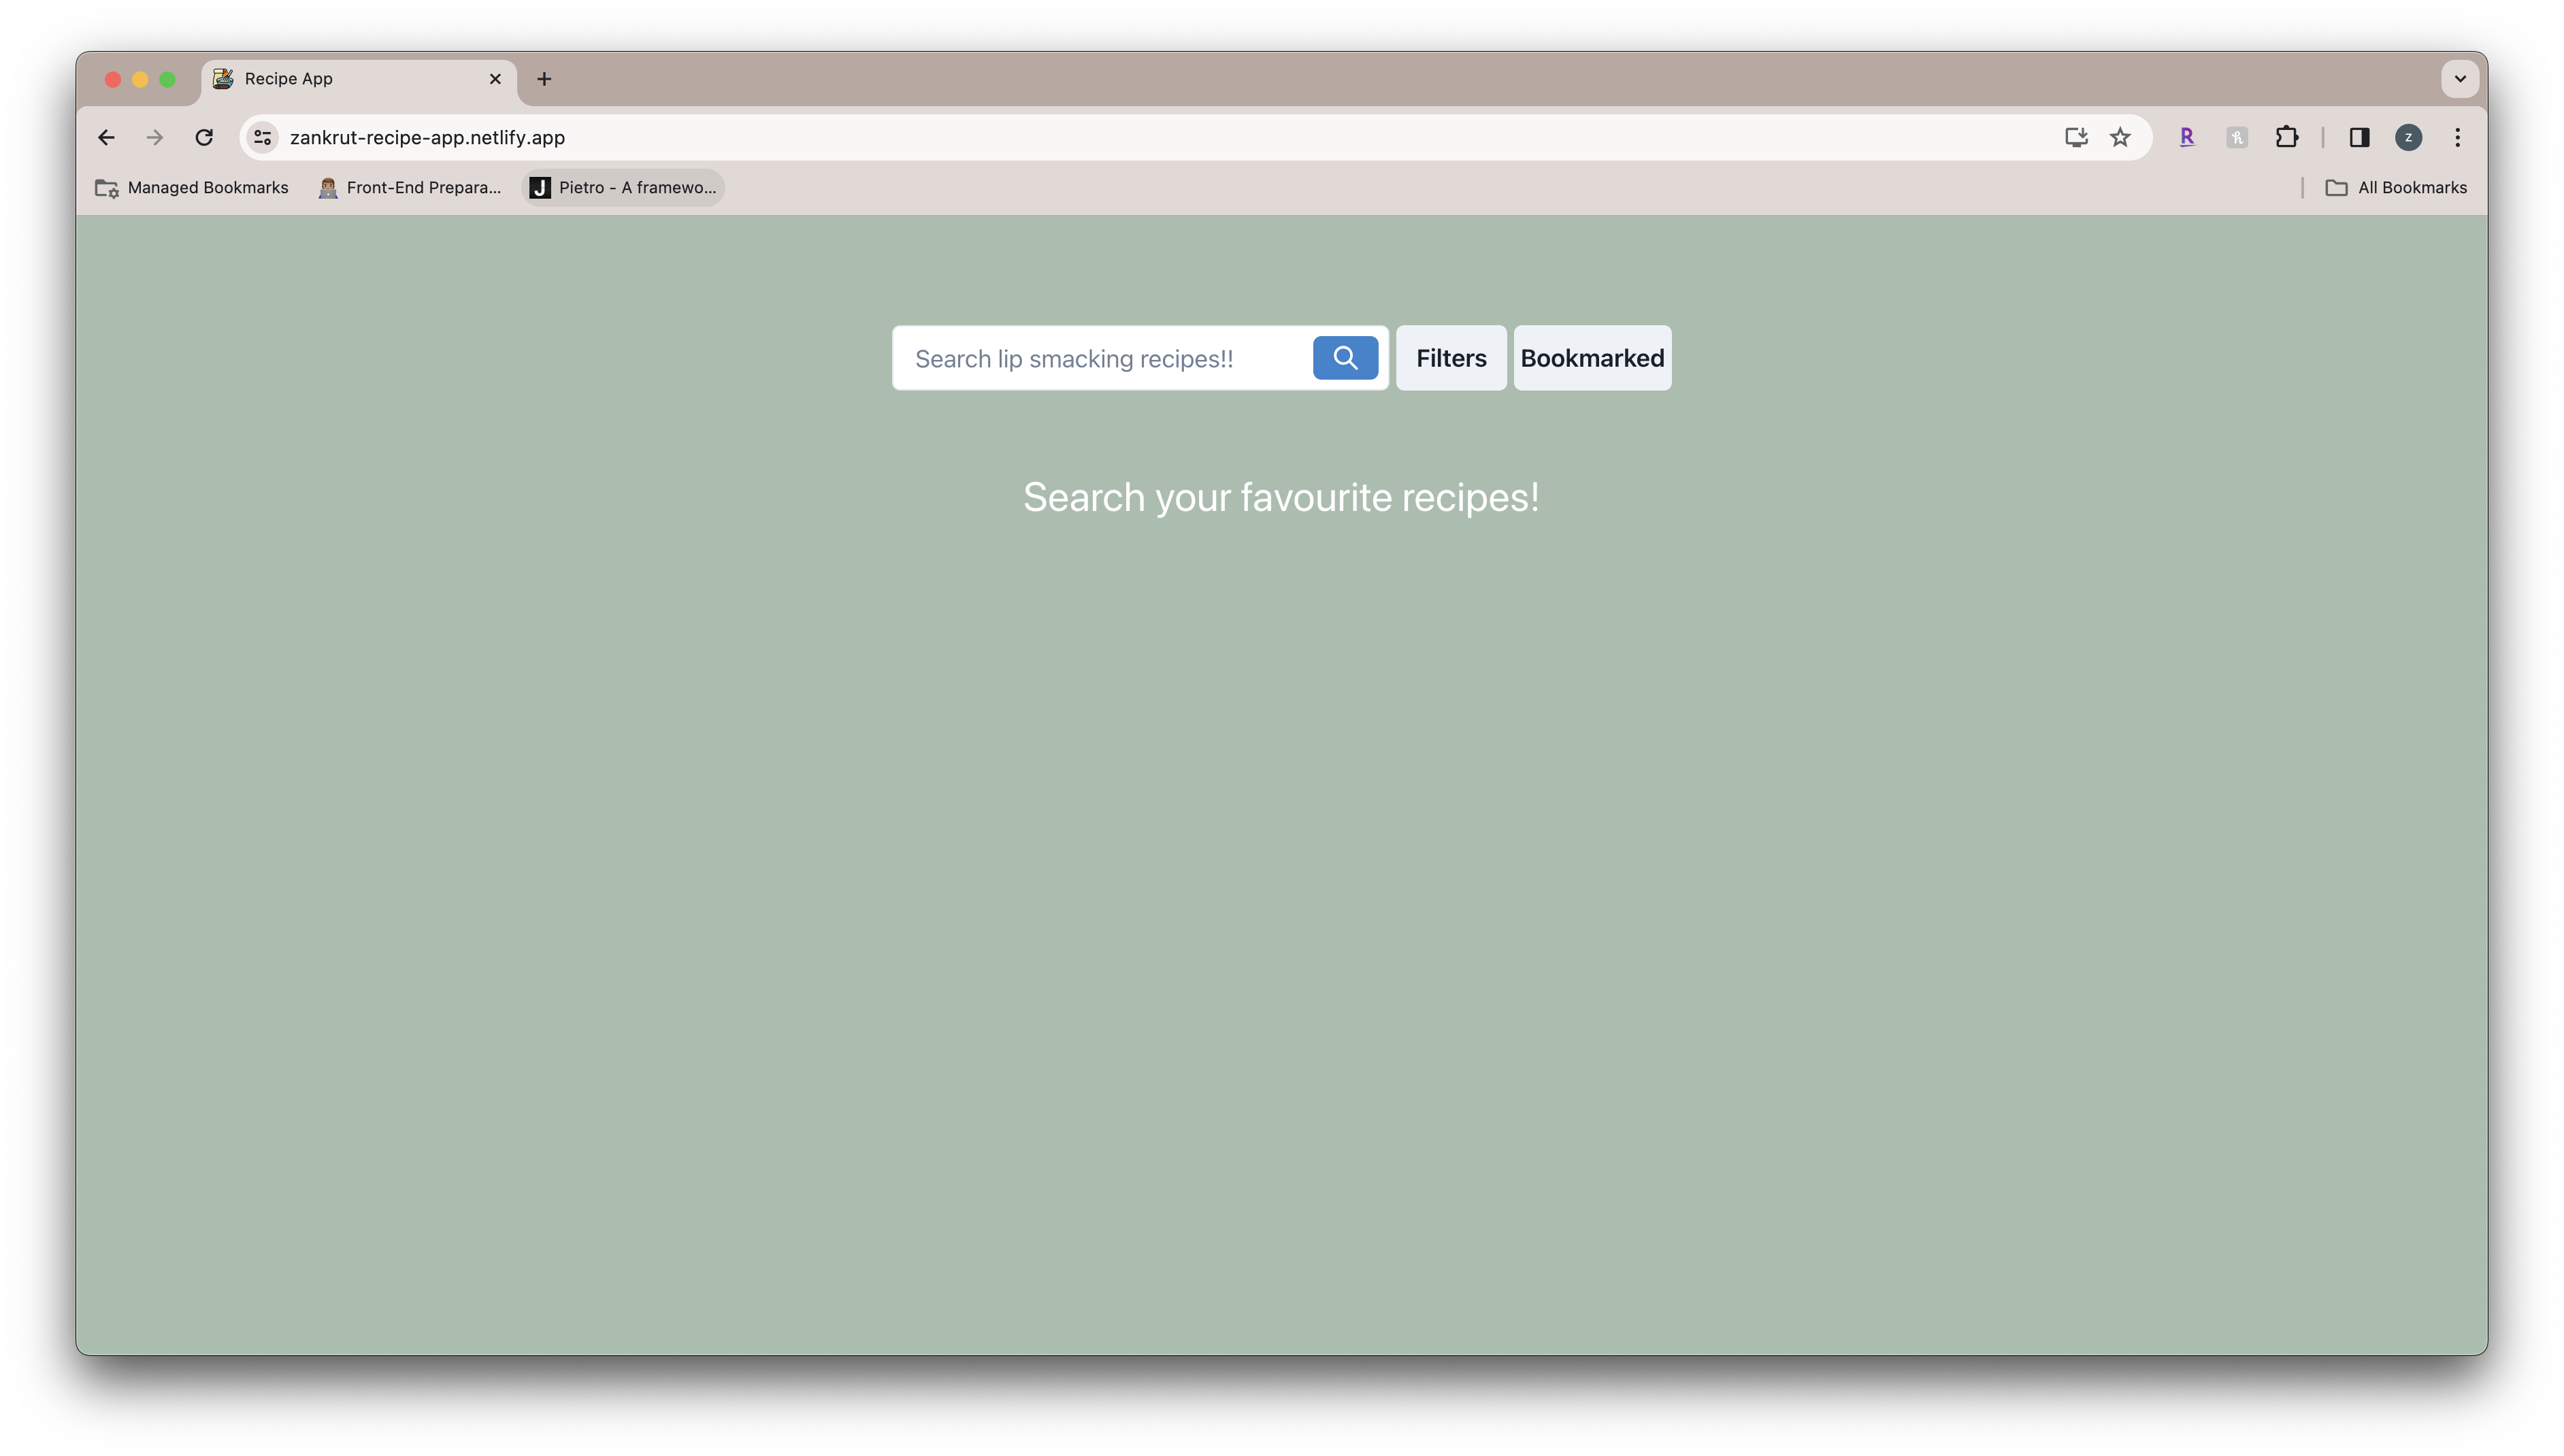 Recipe App
zankrut-recipe-app.netlify.app
R
z
Managed Bookmarks
Front-End Prepara...
J
Pietro - A framewo...
All Bookmarks
Search lip smacking recipes!!
Filters
Bookmarked
Search your favourite recipes!